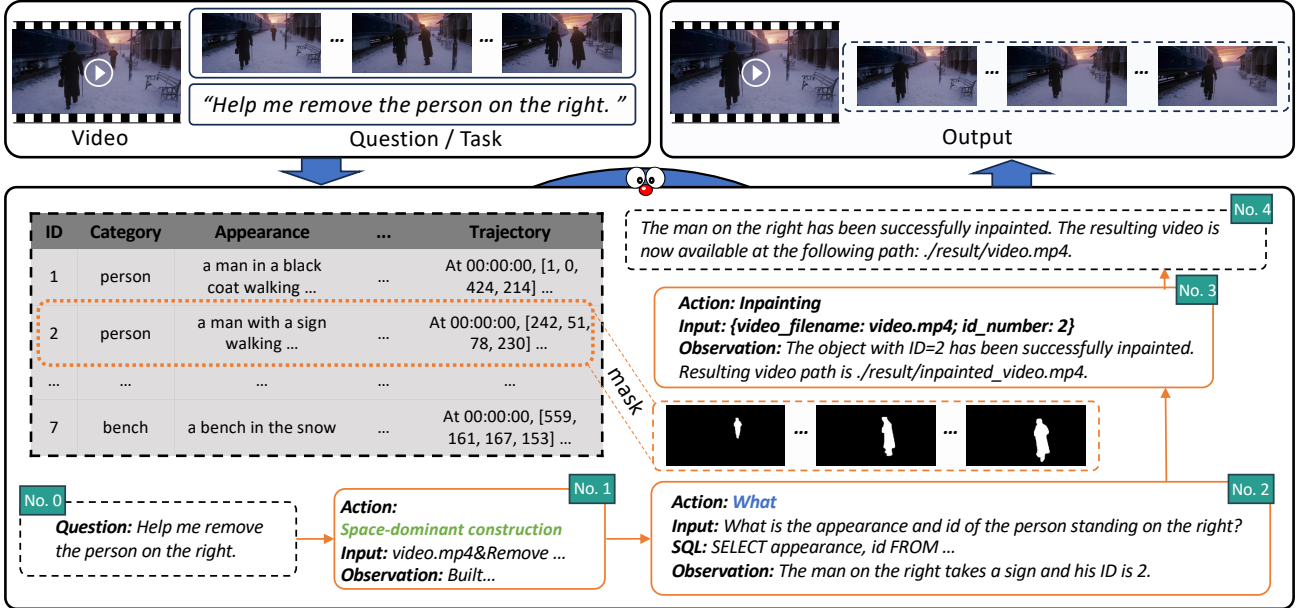 ...
...
“Help me remove the person on the right. ”
Video
Question / Task
...
...
Output
ID Category Appearance ... Trajectory
1 person a man in a black coat walking ... ... At 00:00:00, [1, 0, 424, 214] ...
2 person a man with a sign walking ... ... At 00:00:00, [242, 51, 78, 230] ...
... ... ... ... ...
7 bench a bench in the snow ... At 00:00:00, [559, 161, 167, 153] ...
mask
... ...
No. 0
Question: Help me remove
the person on the right.
No. 1
Action:
Space-dominant construction
Input: video.mp4&Remove ...
Observation: Built...
No. 2
Action: What
Input: What is the appearance and id of the person standing on the right?
SQL: SELECT appearance, id FROM ...
Observation: The man on the right takes a sign and his ID is 2.
No. 3
Action: Inpainting
Input: {video_filename: video.mp4; id_number: 2}
Observation: The object with ID=2 has been successfully inpainted.
Resulting video path is ./result/inpainted_video.mp4.
No. 4
The man on the right has been successfully inpainted. The resulting video is
now available at the following path: ./result/video.mp4.